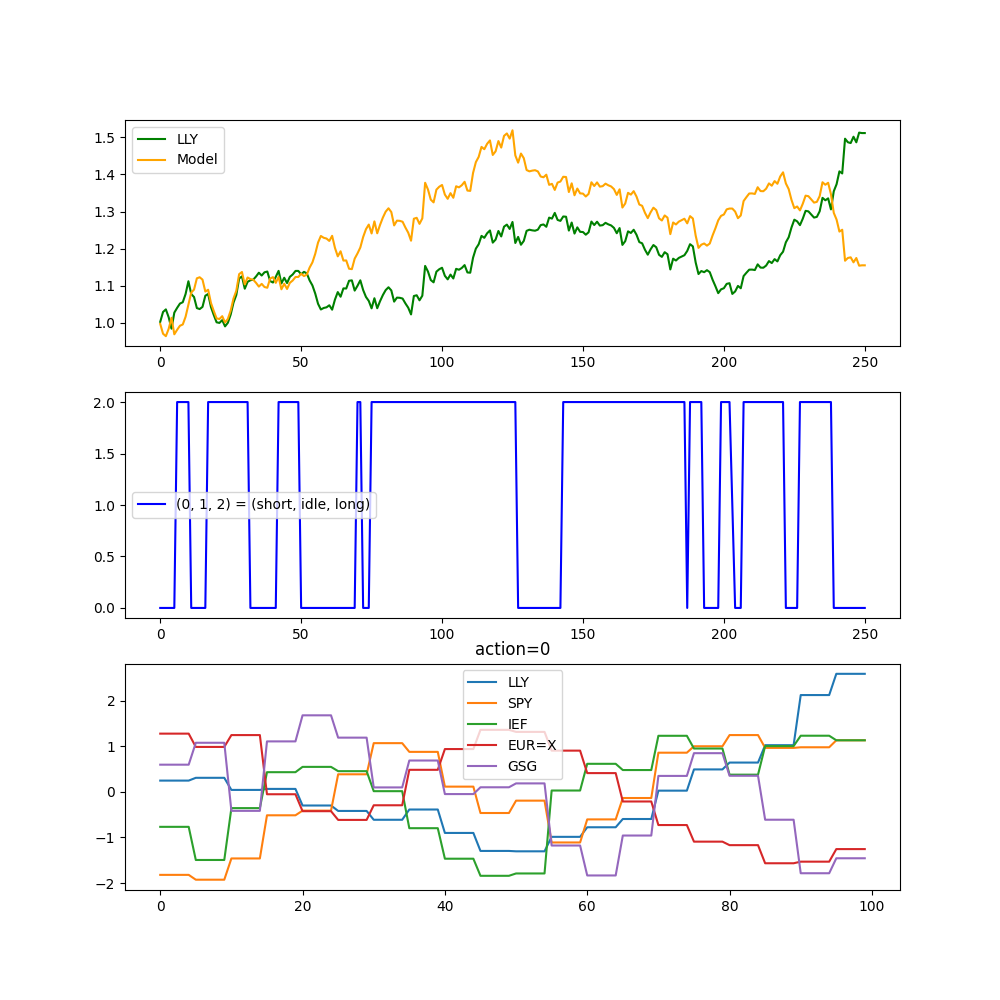 LLY
Model
1.5
1.4
1.3
1.2
1.1
1.0
0 50 100 150 200 250
2.0
1.5
1.0
0.5
0.0
(0, 1, 2) = (short, idle, long)
0 50 100 150 200 250
action=0
LLY
SPY
IEF
EUR=X
GSG
2
1
0
−1
−2
0 20 40 60 80 100